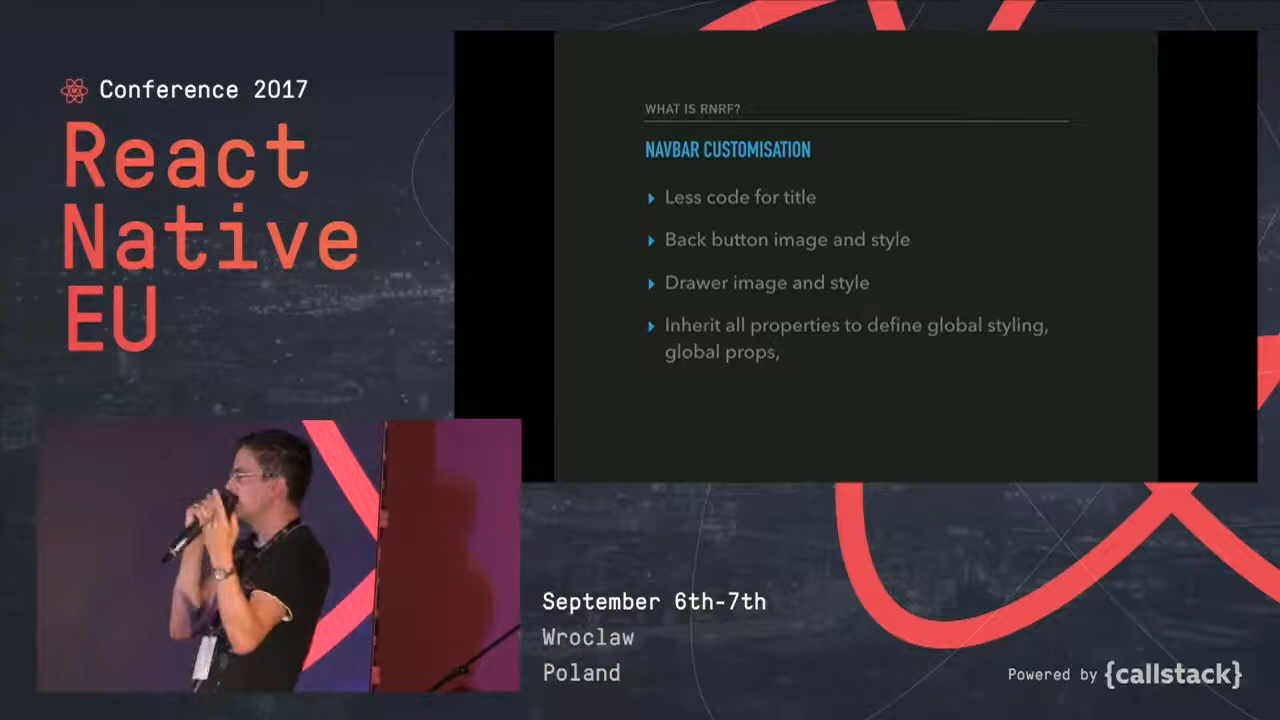 Conference 2017
React
Native
EU
WHAT IS RNRF?
NAVBAR CUSTOMISATION
Less code for title
Back button image and style
Drawer image and style
Inherit all properties to define global styling,
global props,
September 6th-7th
Wroclaw
Poland
Powered by {callstack}